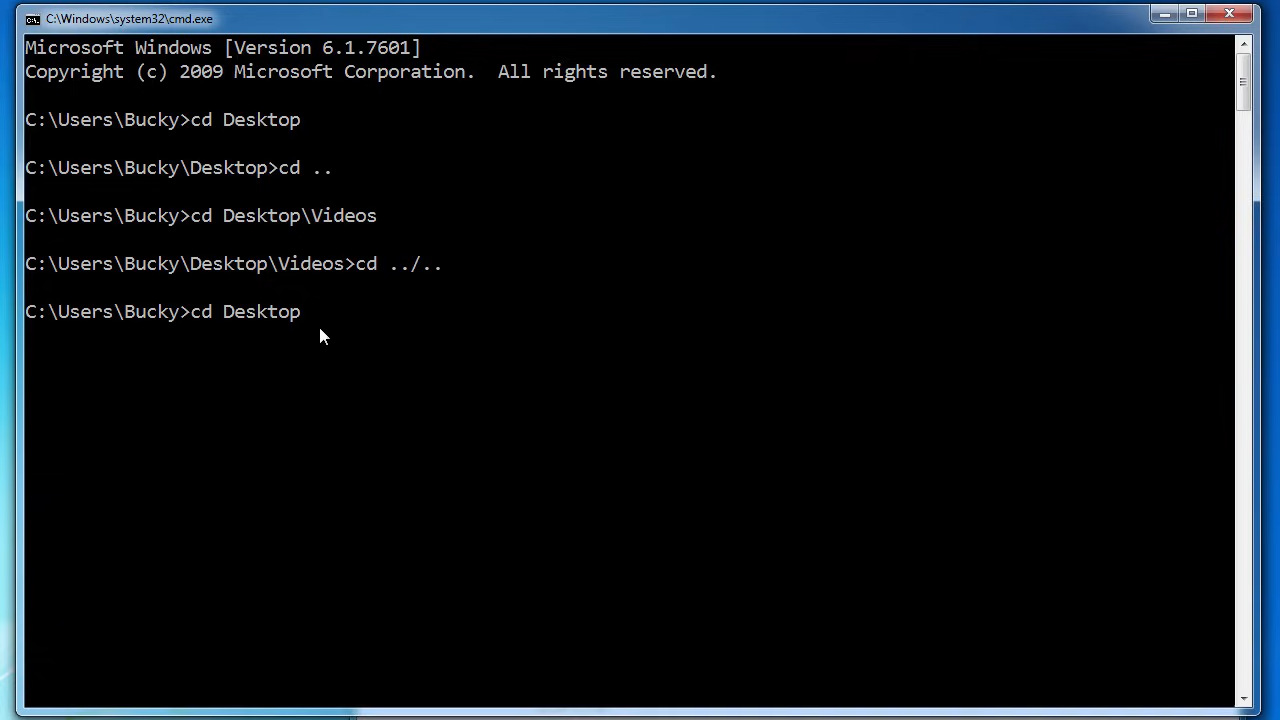 C:\Windows\system32\cmd.exe
Microsoft Windows [Version 6.1.7601]
Copyright (c) 2009 Microsoft Corporation.  All rights reserved.
C:\Users\Bucky>cd Desktop
C:\Users\Bucky\Desktop>cd ..
C:\Users\Bucky>cd Desktop\Videos
C:\Users\Bucky\Desktop\Videos>cd ../..
C:\Users\Bucky>cd Desktop